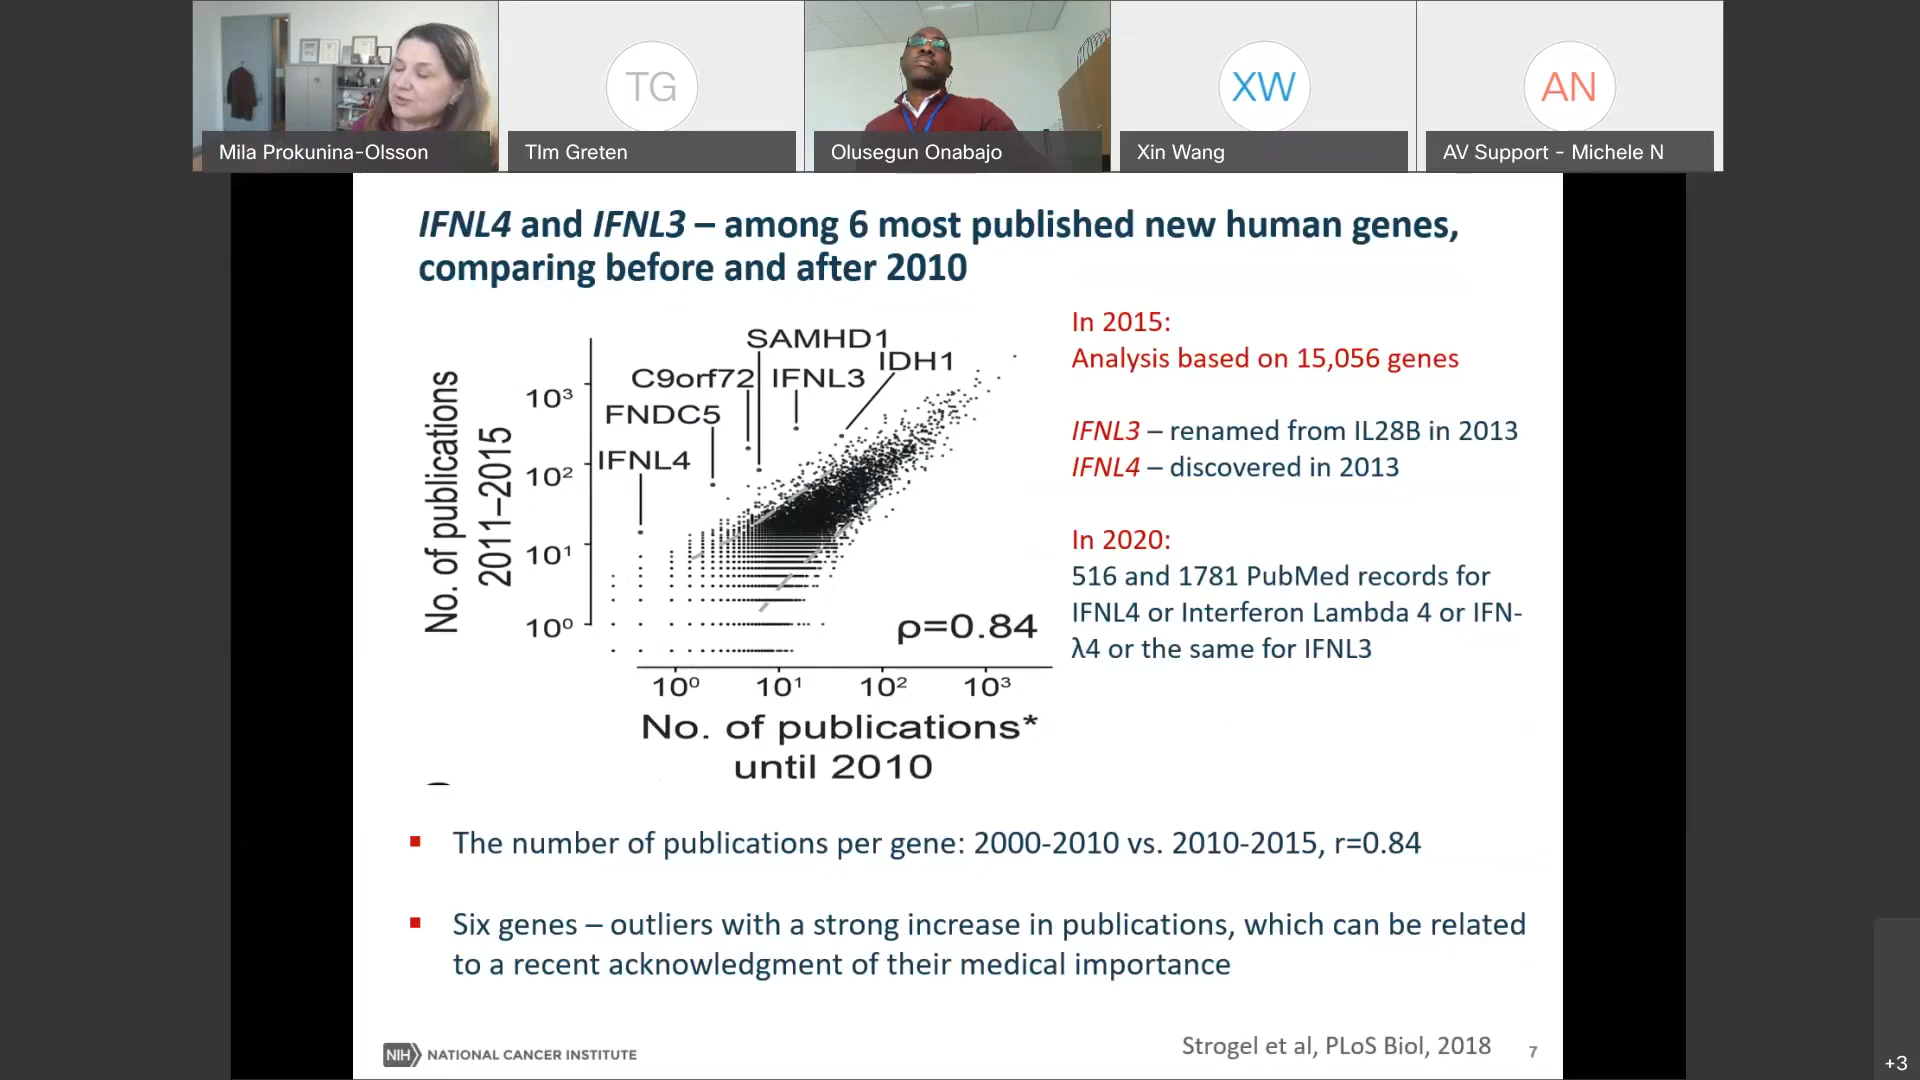 TG
XW
AN
Mila Prokunina-Olsson
TIm Greten
Olusegun Onabajo
Xin Wang
AV Support - Michele N
IFNL4 and IFNL3 – among 6 most published new human genes,
comparing before and after 2010
No. of publications
2011–2015
10³
10²
10¹
10⁰
SAMHD1
IDH1
C9orf72
IFNL3
FNDC5
IFNL4
ρ=0.84
10⁰ 10¹ 10² 10³
No. of publications*
until 2010
In 2015:
Analysis based on 15,056 genes
IFNL3 – renamed from IL28B in 2013
IFNL4 – discovered in 2013
In 2020:
516 and 1781 PubMed records for
IFNL4 or Interferon Lambda 4 or IFN-
λ4 or the same for IFNL3
The number of publications per gene: 2000-2010 vs. 2010-2015, r=0.84
Six genes – outliers with a strong increase in publications, which can be related
to a recent acknowledgment of their medical importance
NIH NATIONAL CANCER INSTITUTE
Strogel et al, PLoS Biol, 2018
7
+3